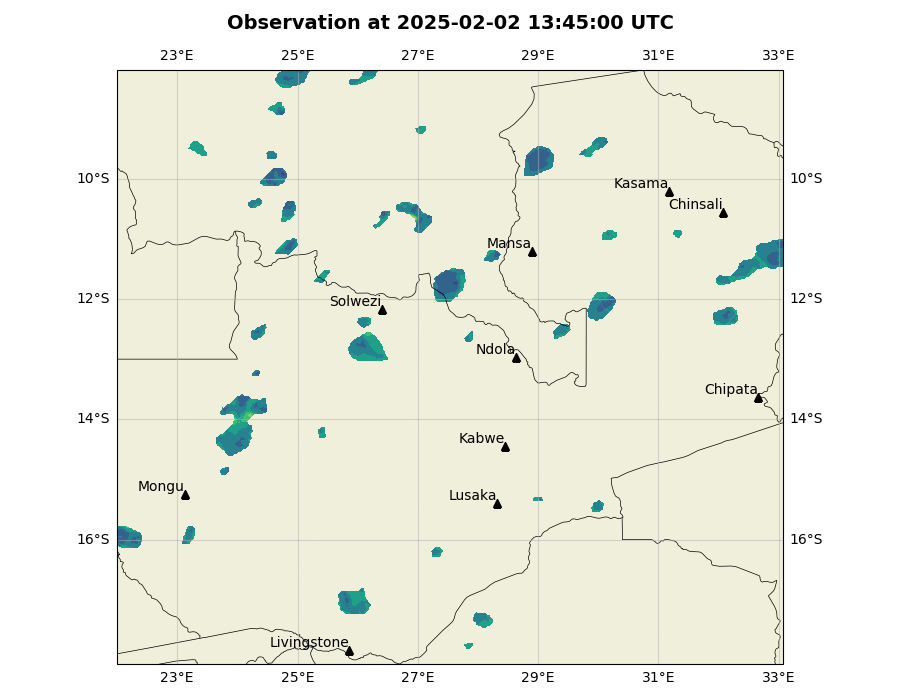 Observation at 2025-02-02 13:45:00 UTC
23°E 25°E 27°E 29°E 31°E 33°E
10°S 10°S
Kasama
Chinsali
Mansa
12°S 12°S
Solwezi
Ndola
Chipata
14°S 14°S
Kabwe
Mongu
Lusaka
16°S 16°S
Livingstone
23°E 25°E 27°E 29°E 31°E 33°E